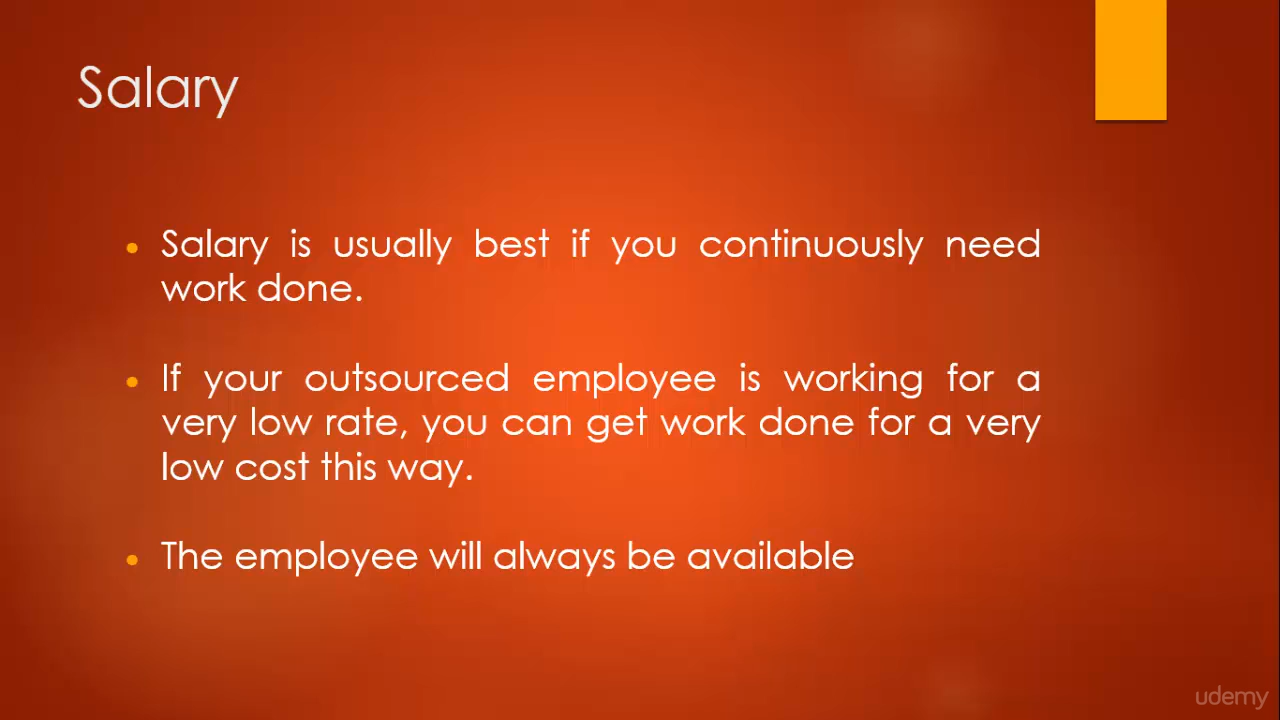 Salary
• Salary is usually best if you continuously need
work done.
• If your outsourced employee is working for a
very low rate, you can get work done for a very
low cost this way.
• The employee will always be available
udemy